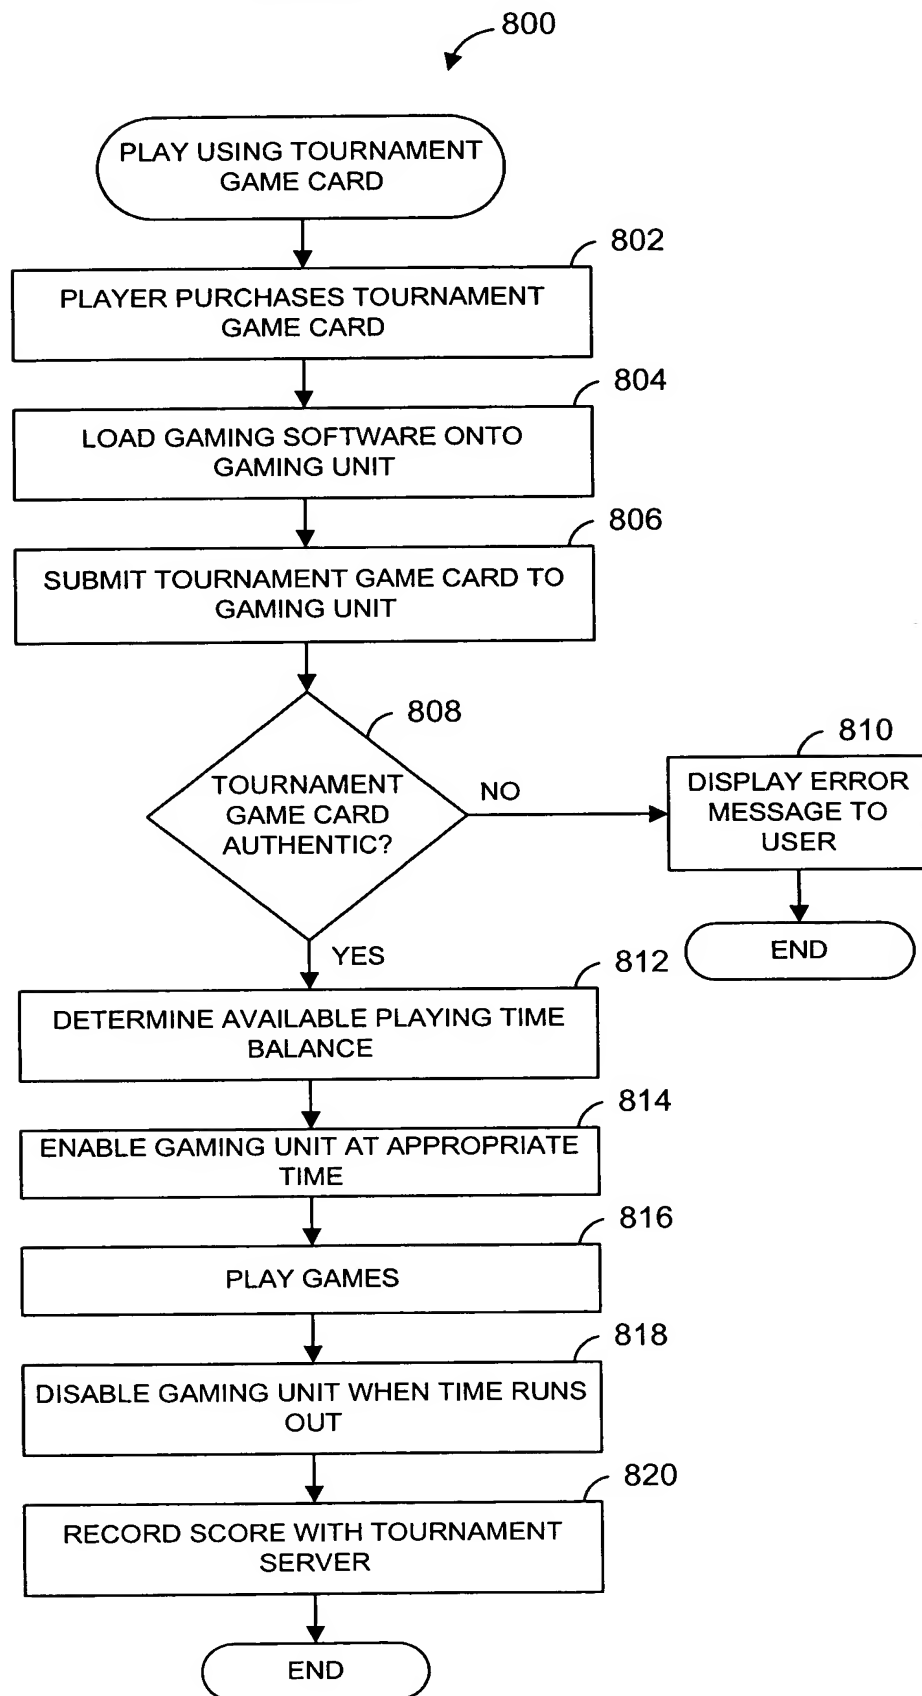 800
PLAY USING TOURNAMENT
GAME CARD
802
PLAYER PURCHASES TOURNAMENT
GAME CARD
804
LOAD GAMING SOFTWARE ONTO
GAMING UNIT
806
SUBMIT TOURNAMENT GAME CARD TO
GAMING UNIT
808
TOURNAMENT
GAME CARD
AUTHENTIC?
NO
810
DISPLAY ERROR
MESSAGE TO
USER
END
YES
812
DETERMINE AVAILABLE PLAYING TIME
BALANCE
814
ENABLE GAMING UNIT AT APPROPRIATE
TIME
816
PLAY GAMES
818
DISABLE GAMING UNIT WHEN TIME RUNS
OUT
820
RECORD SCORE WITH TOURNAMENT
SERVER
END